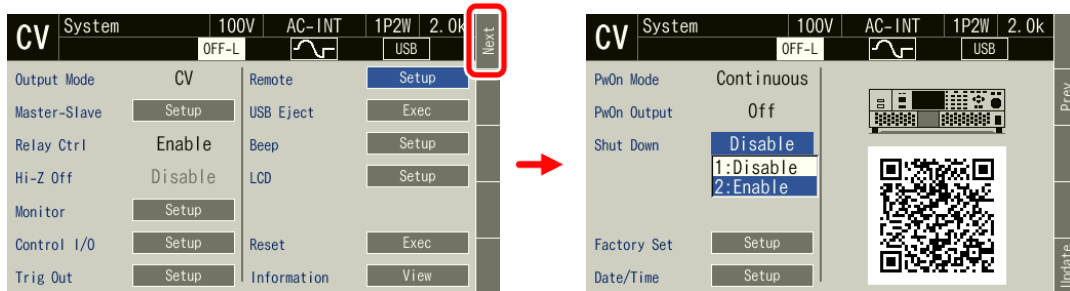 CV System 100V AC-INT 1P2W 2.0k Next
OFF-L USB
Output Mode CV Remote Setup
Master-Slave Setup USB Eject Exec
Relay Ctrl Enable Beep Setup
Hi-Z Off Disable LCD Setup
Monitor Setup
Control I/O Setup Reset Exec
Trig Out Setup Information View
CV System 100V AC-INT 1P2W 2.0k
OFF-L USB
PwOn Mode Continuous Prev
PwOn Output Off
Shut Down Disable
1:Disable
2:Enable
Factory Set Setup
Date/Time Setup Update